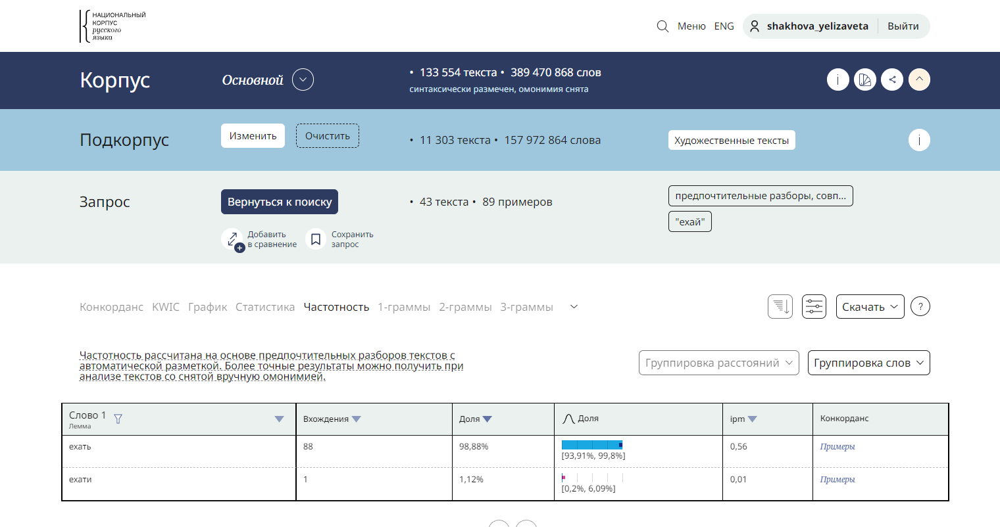 НАЦИОНАЛЬНЫЙ
КОРПУС
русского
языка
Меню ENG shakhova_yelizaveta Выйти
Корпус Основной • 133 554 текста • 389 470 868 слов
синтаксически размечен, омонимия снята
Подкорпус Изменить Очистить • 11 303 текста • 157 972 864 слова Художественные тексты
Запрос Вернуться к поиску • 43 текста • 89 примеров предпочтительные разборы, совп...
"ехай"
Добавить
в сравнение
Сохранить
запрос
Конкорданс KWIC График Статистика Частотность 1-граммы 2-граммы 3-граммы Скачать ?
Частотность рассчитана на основе предпочтительных разборов текстов с
автоматической разметкой. Более точные результаты можно получить при
анализе текстов со снятой вручную омонимией.
Группировка расстояний Группировка слов
Слово 1 Вхождения Доля Доля ipm Конкорданс
Лемма
ехать 88 98,88% 0,56 Примеры
[93,91%, 99,8%]
ехати 1 1,12% 0,01 Примеры
[0,2%, 6,09%]